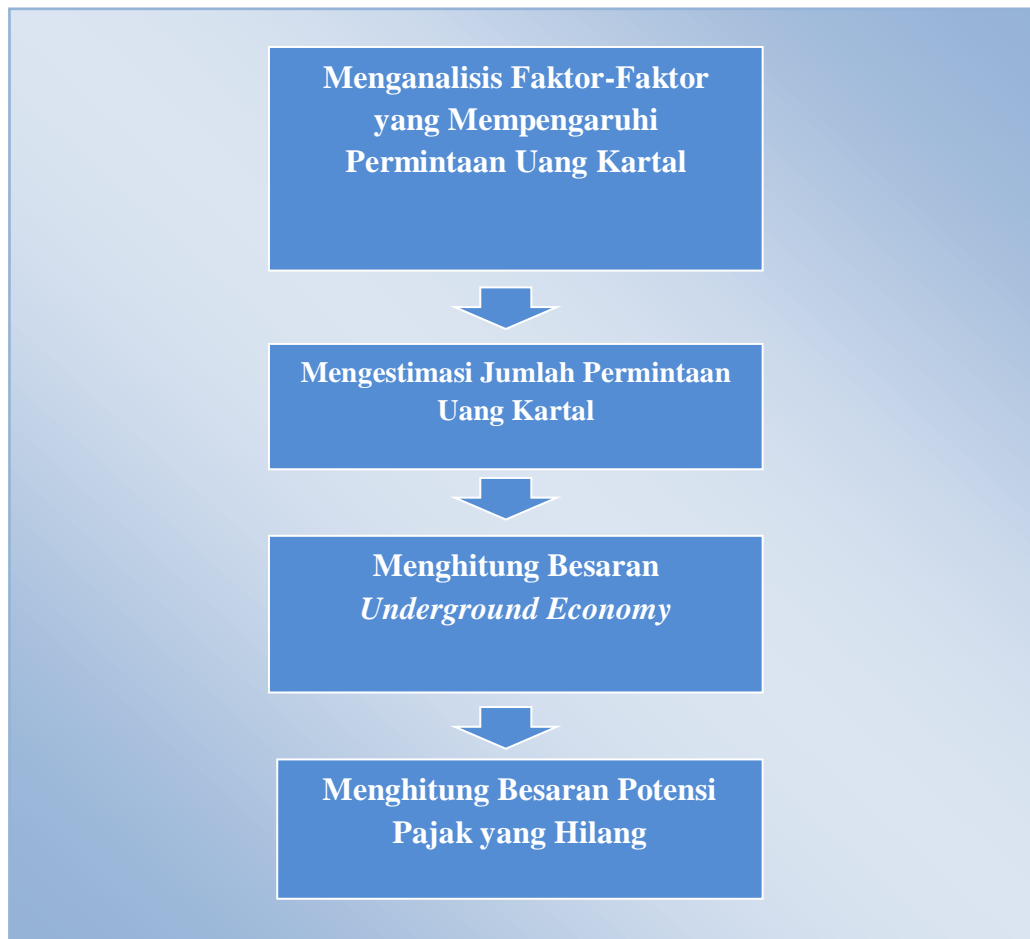 Menganalisis Faktor-Faktor
yang Mempengaruhi
Permintaan Uang Kartal
Mengestimasi Jumlah Permintaan
Uang Kartal
Menghitung Besaran
Underground Economy
Menghitung Besaran Potensi
Pajak yang Hilang